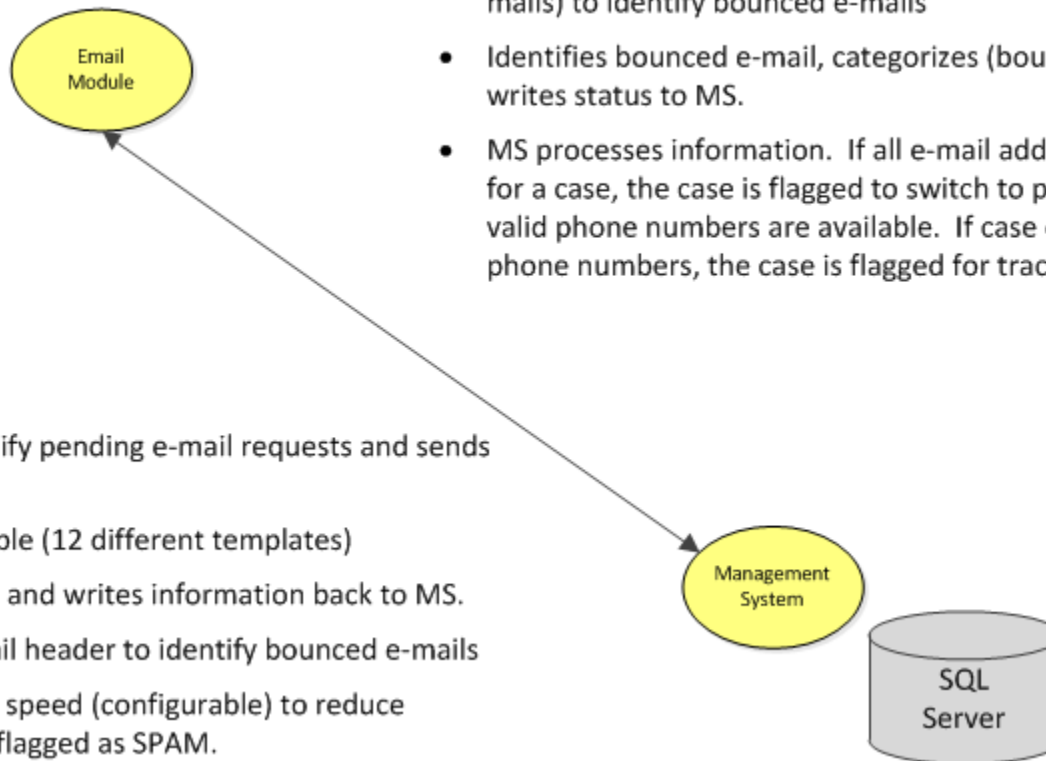 mails) to identify bounced e-mails
Email
Module
• Identifies bounced e-mail, categorizes (bou
writes status to MS.
• MS processes information.  If all e-mail add
for a case, the case is flagged to switch to p
valid phone numbers are available.  If case
phone numbers, the case is flagged for trac
ify pending e-mail requests and sends
ple (12 different templates)
and writes information back to MS.
il header to identify bounced e-mails
speed (configurable) to reduce
flagged as SPAM.
Management
System
SQL
Server